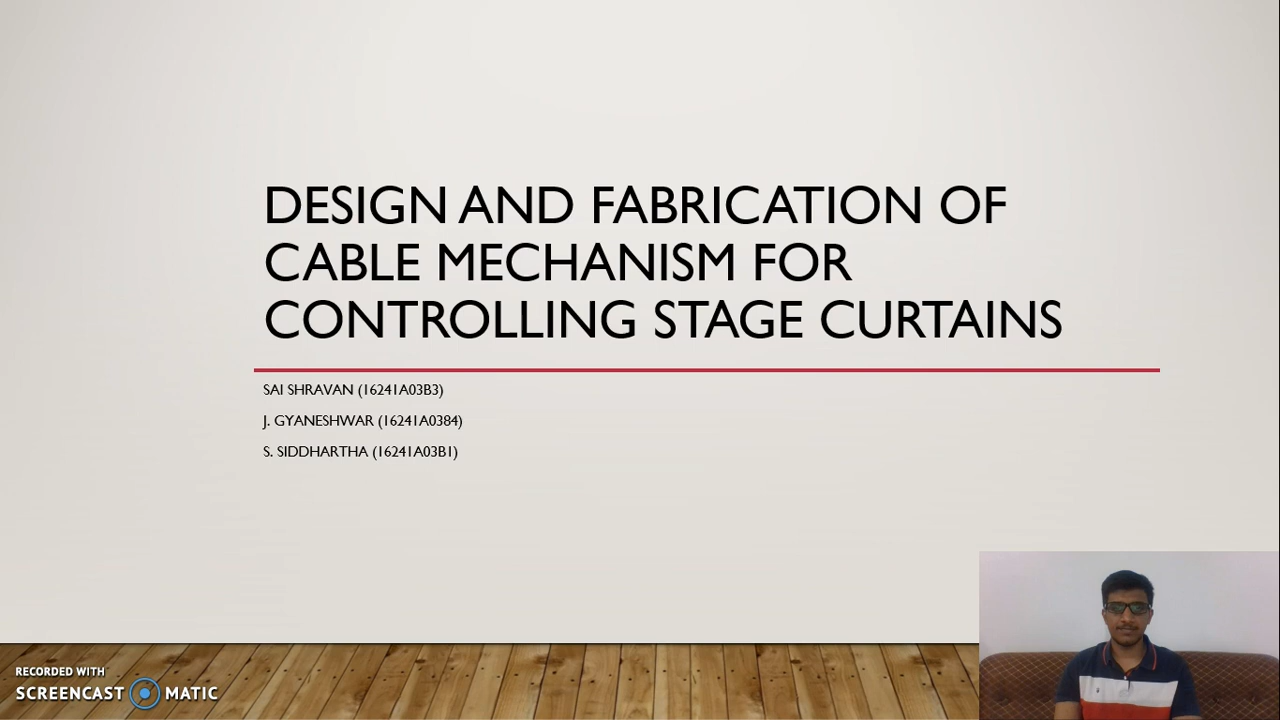 DESIGN AND FABRICATION OF
CABLE MECHANISM FOR
CONTROLLING STAGE CURTAINS
SAI SHRAVAN (16241A03B3)
J. GYANESHWAR (16241A0384)
S. SIDDHARTHA (16241A03B1)
RECORDED WITH
SCREENCAST MATIC